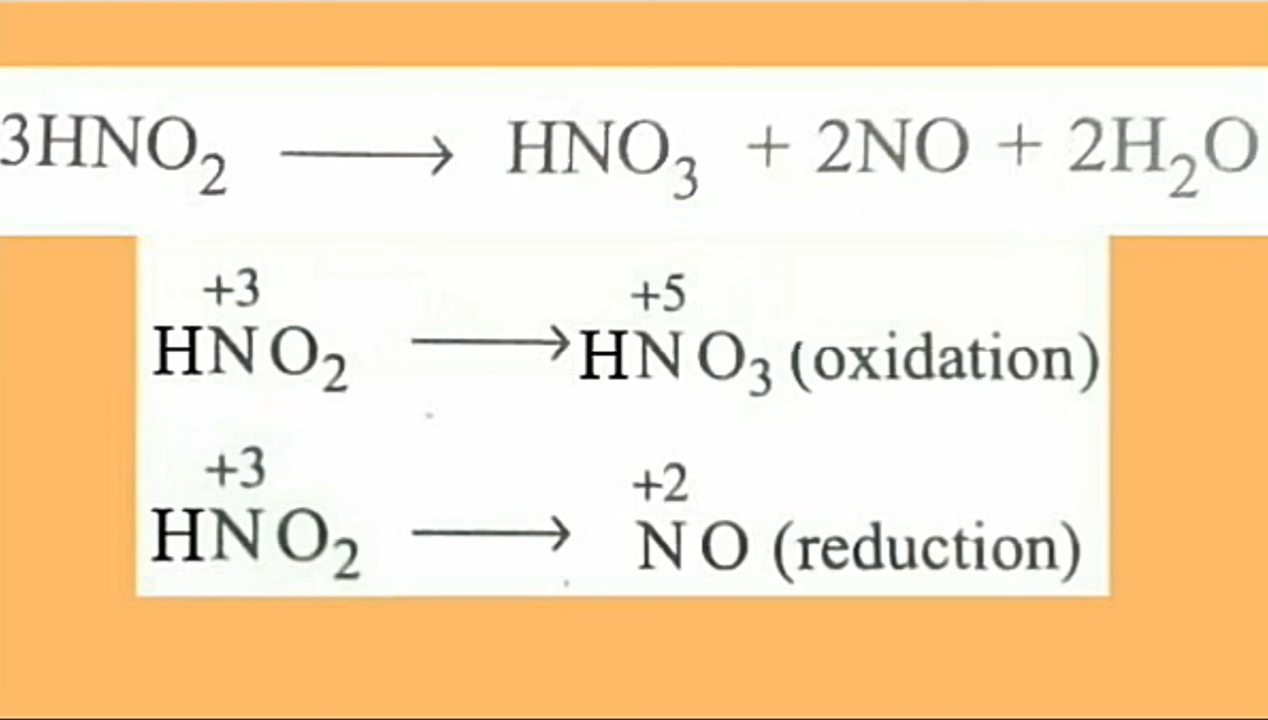 3HNO₂ ⟶ HNO₃ + 2NO + 2H₂O
+3 +5
HNO₂ ⟶ HNO₃ (oxidation)
+3 +2
HNO₂ ⟶ NO (reduction)